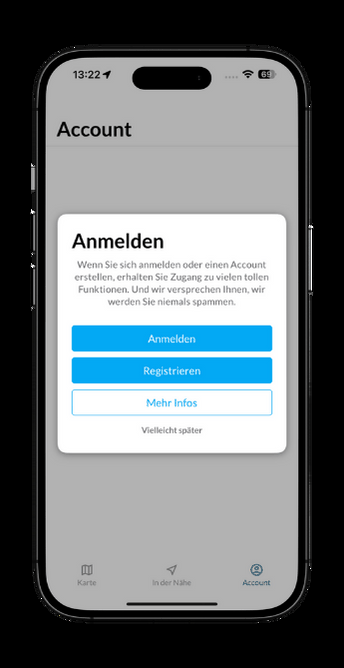 13:22
69
Account
Anmelden
Wenn Sie sich anmelden oder einen Account
erstellen, erhalten Sie Zugang zu vielen tollen
Funktionen. Und wir versprechen Ihnen, wir
werden Sie niemals spammen.
Anmelden
Registrieren
Mehr Infos
Vielleicht später
Karte
In der Nähe
Account